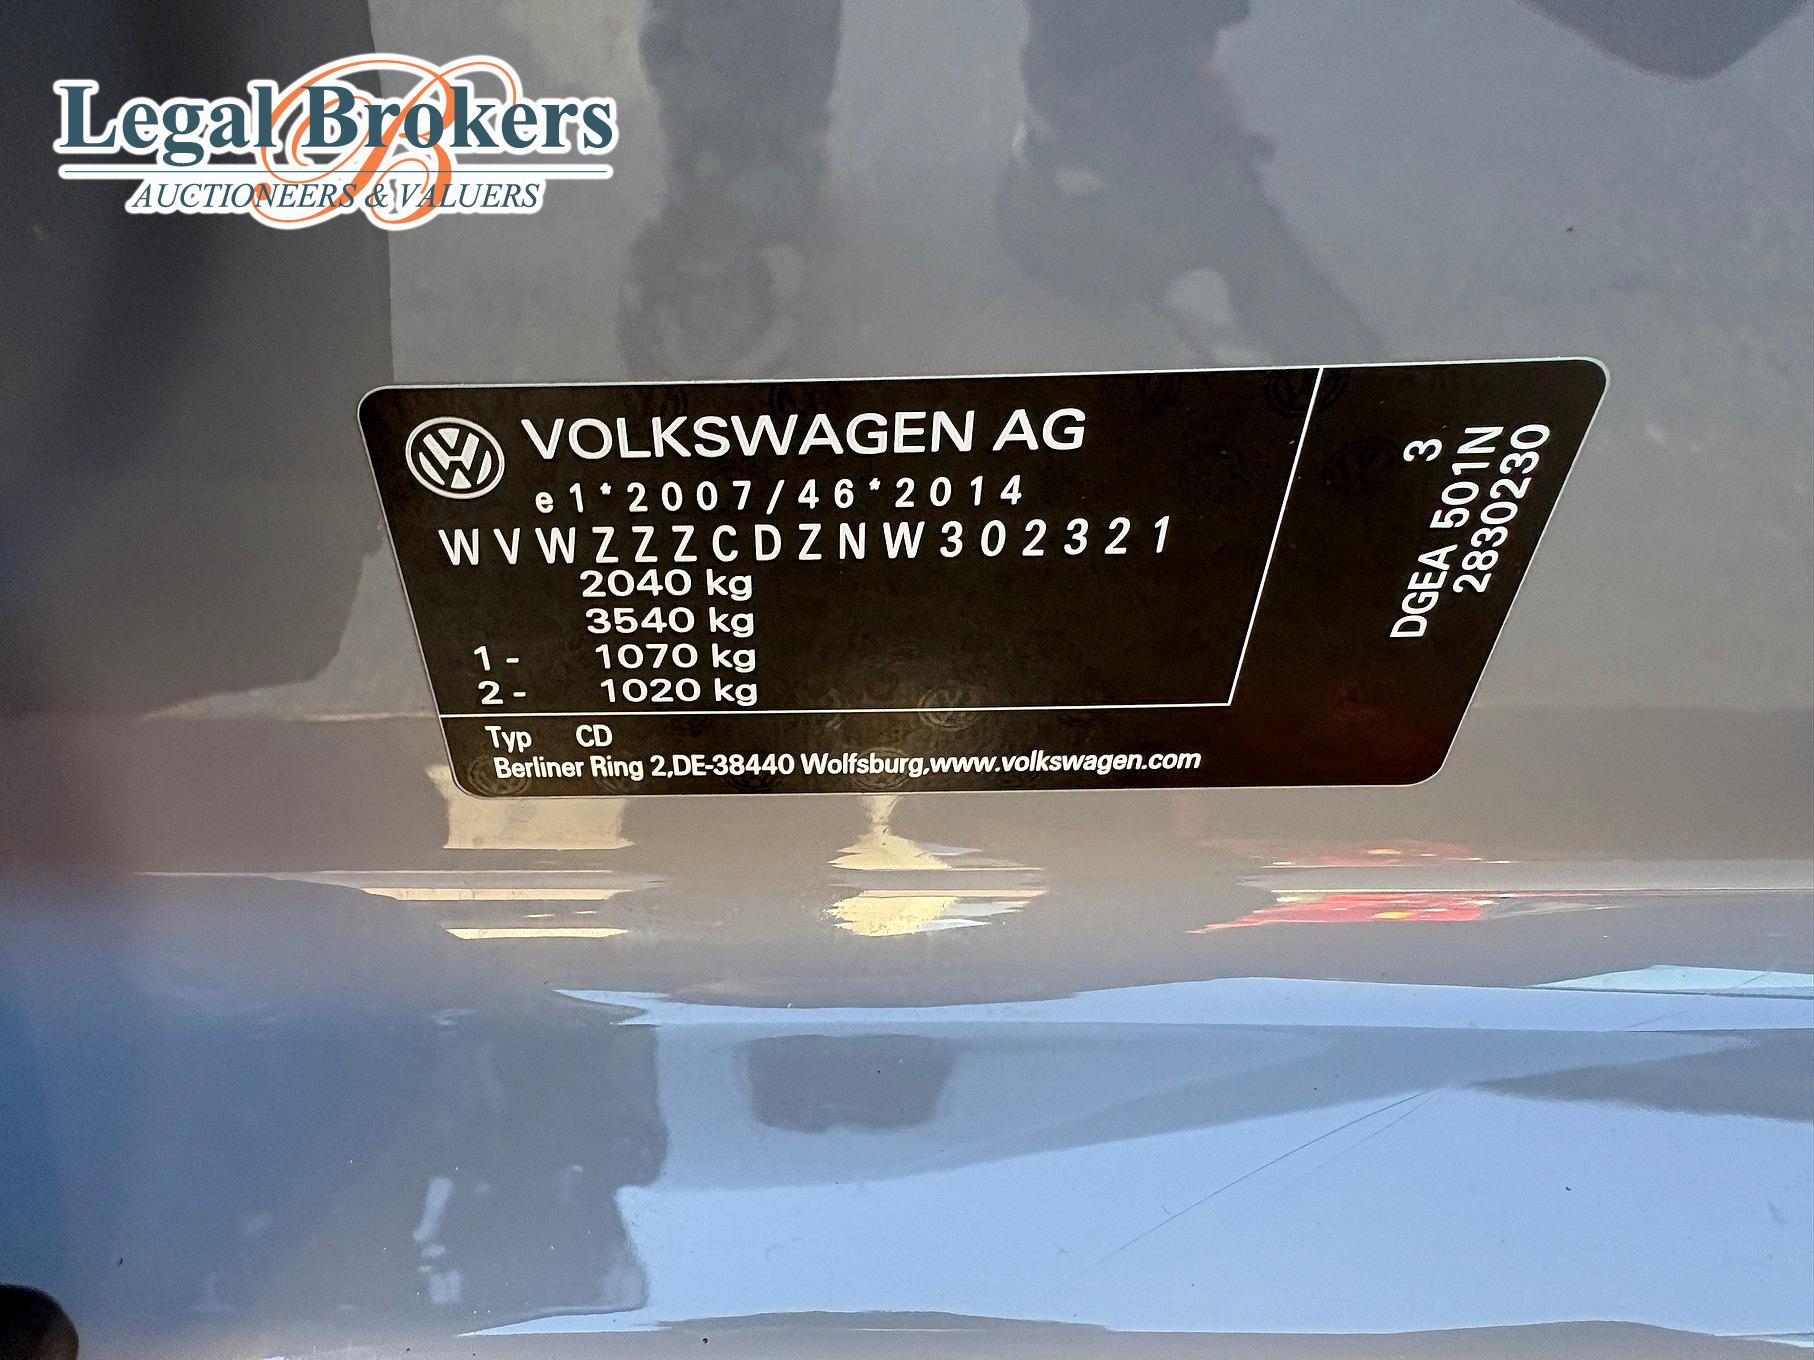 Legal Brokers
AUCTIONEERS & VALUERS
VOLKSWAGEN AG
e1*2007/46*2014
WVWZZZCDZNW302321
2040 kg
3540 kg
1 - 1070 kg
2 - 1020 kg
Typ CD
Berliner Ring 2,DE-38440 Wolfsburg,www.volkswagen.com
3
DGEA 501N
2830230